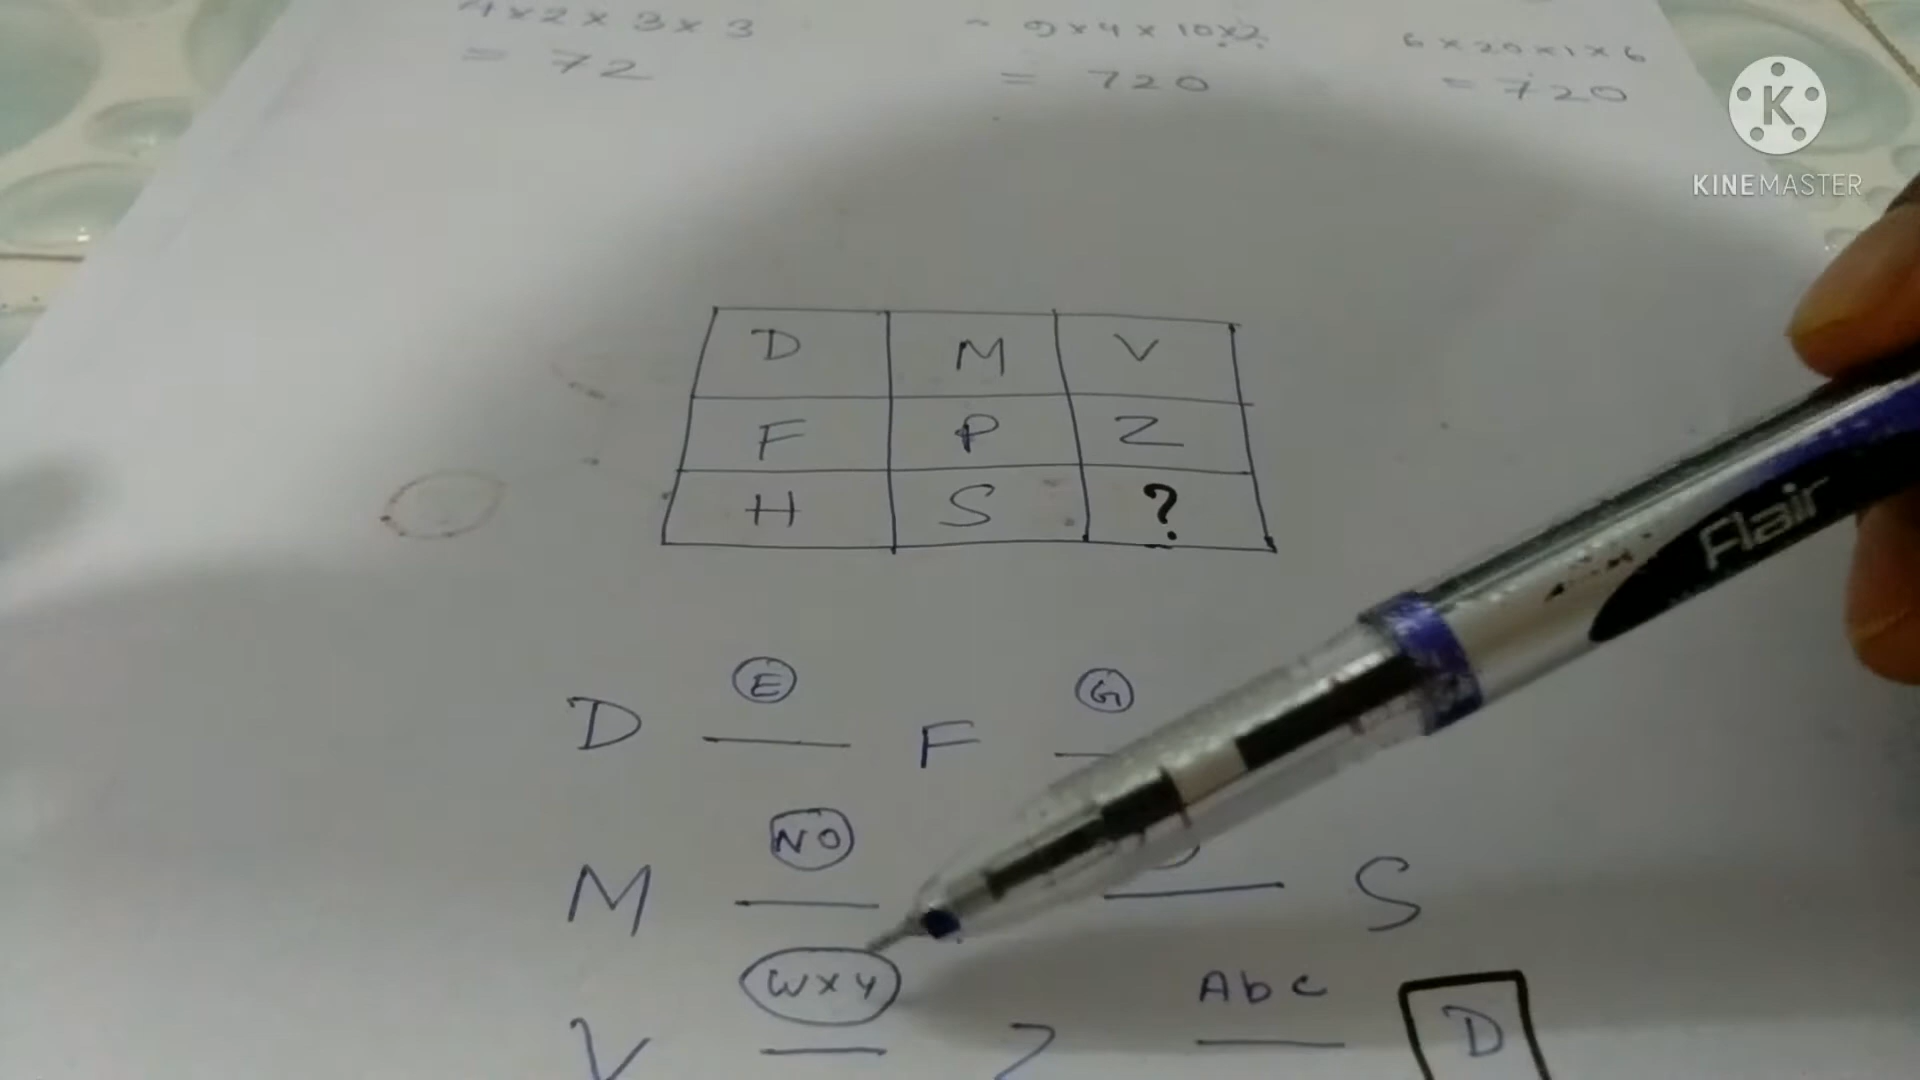 4 x 2 x 3 x 3
= 72
9 x 4 x 10 x 2
= 720
6 x 20 x 1 x 6
= 720
K
KINEMASTER
D M V
F P Z
H S ?
Flair
E G
D F
NO
M S
WXY Abc
V Z D